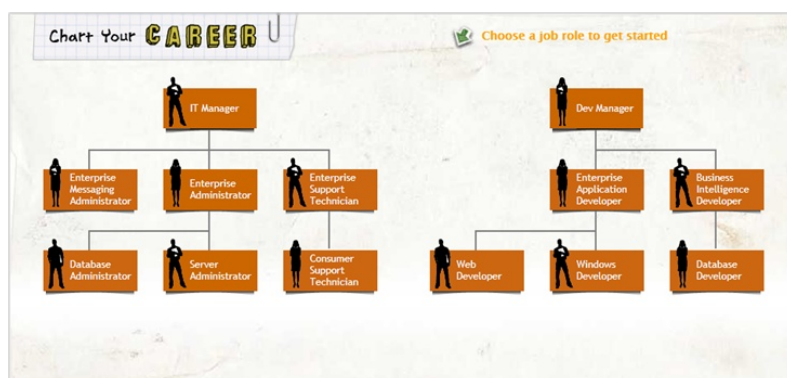 Chart Your CAREER
Choose a job role to get started
IT Manager
Dev Manager
Enterprise
Messaging
Administrator
Enterprise
Administrator
Enterprise
Support
Technician
Enterprise
Application
Developer
Business
Intelligence
Developer
Database
Administrator
Server
Administrator
Consumer
Support
Technician
Web
Developer
Windows
Developer
Database
Developer